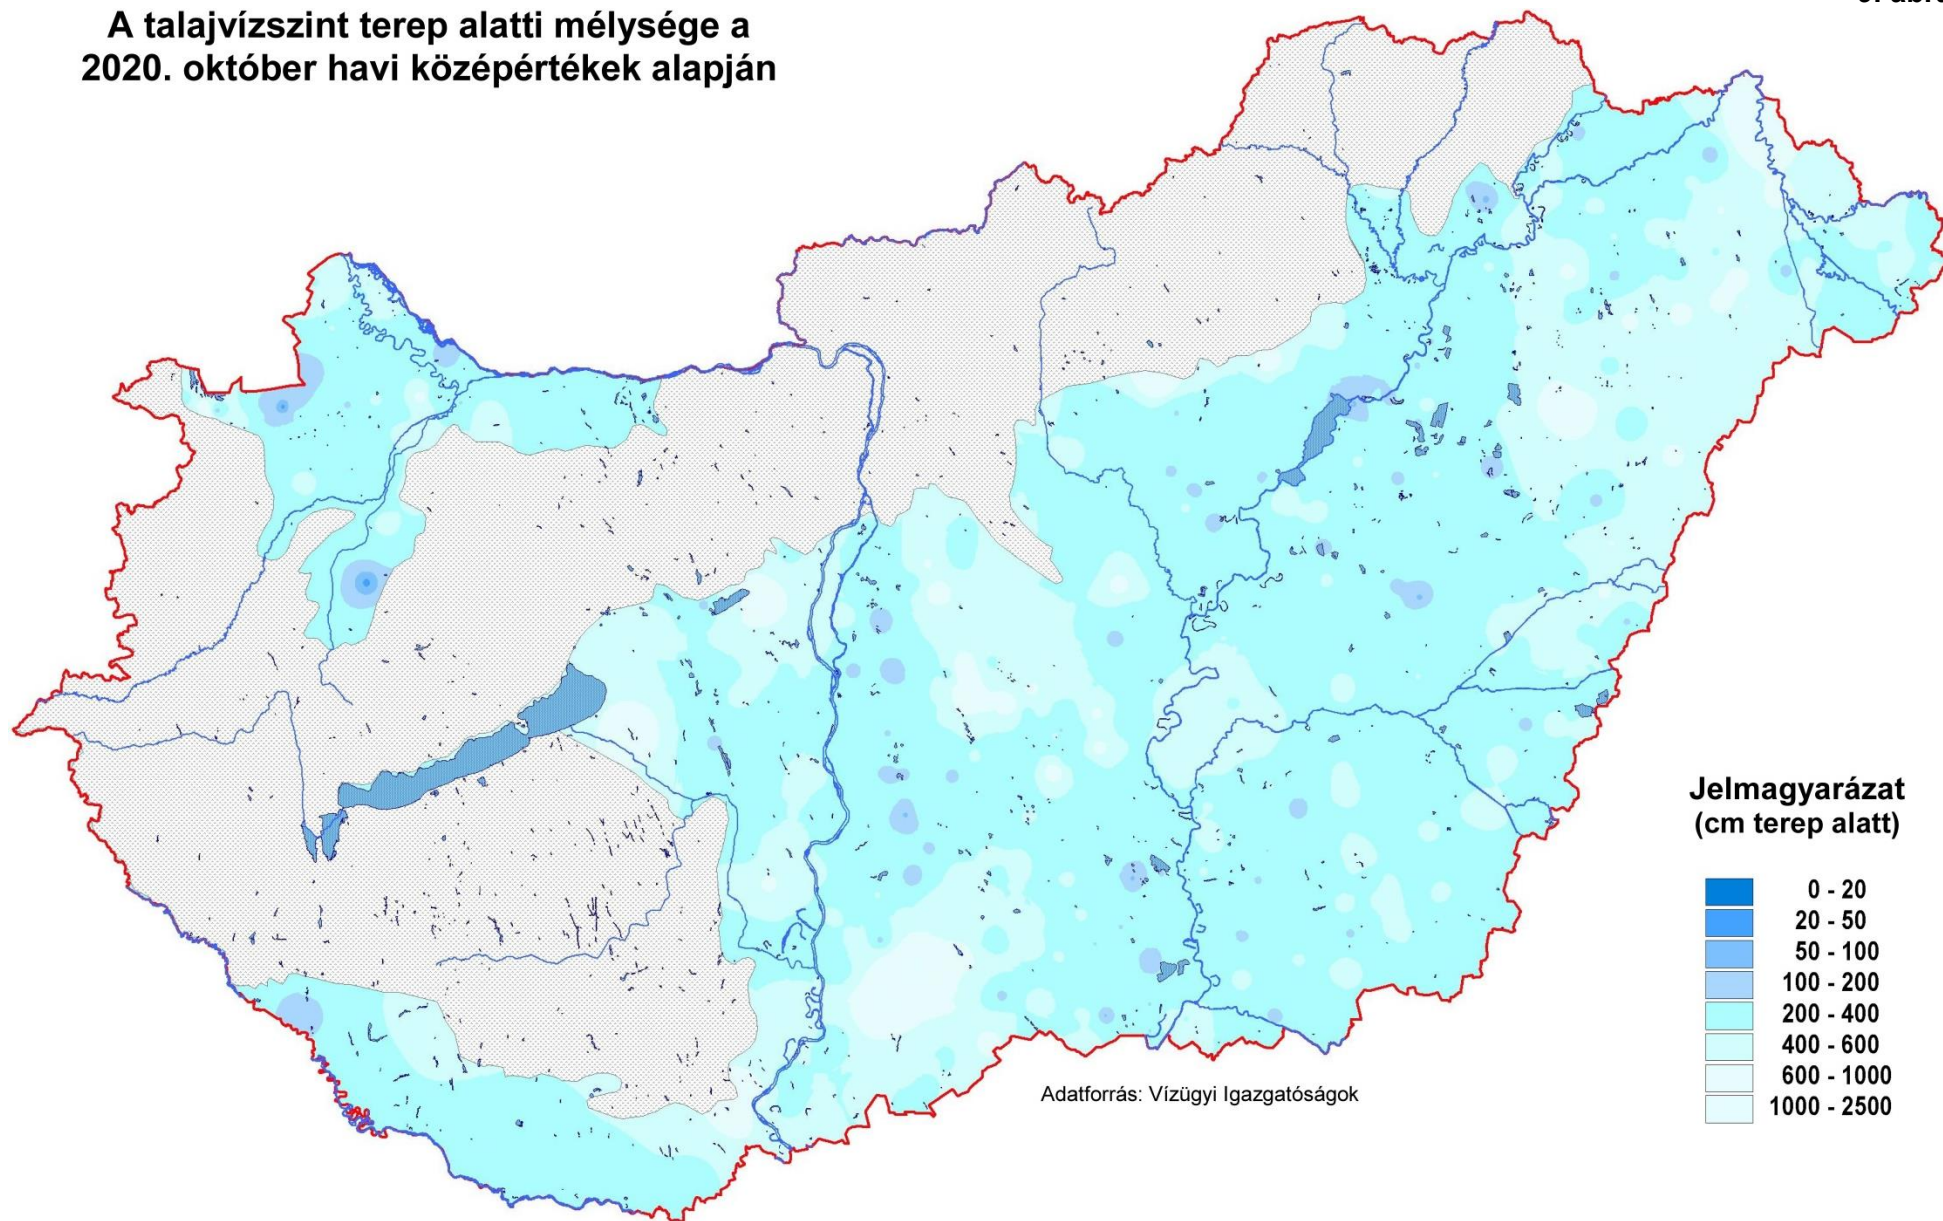 A talajvízszint terep alatti mélysége a
2020. október havi középértékek alapján
Jelmagyarázat
(cm terep alatt)
0 - 20
20 - 50
50 - 100
100 - 200
200 - 400
400 - 600
600 - 1000
1000 - 2500
Adatforrás: Vízügyi Igazgatóságok